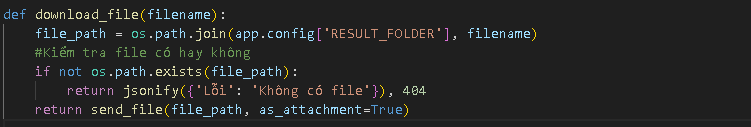 def download_file(filename):
    file_path = os.path.join(app.config['RESULT_FOLDER'], filename)
    #Kiểm tra file có hay không
    if not os.path.exists(file_path):
        return jsonify({'Lỗi': 'Không có file'}), 404
    return send_file(file_path, as_attachment=True)